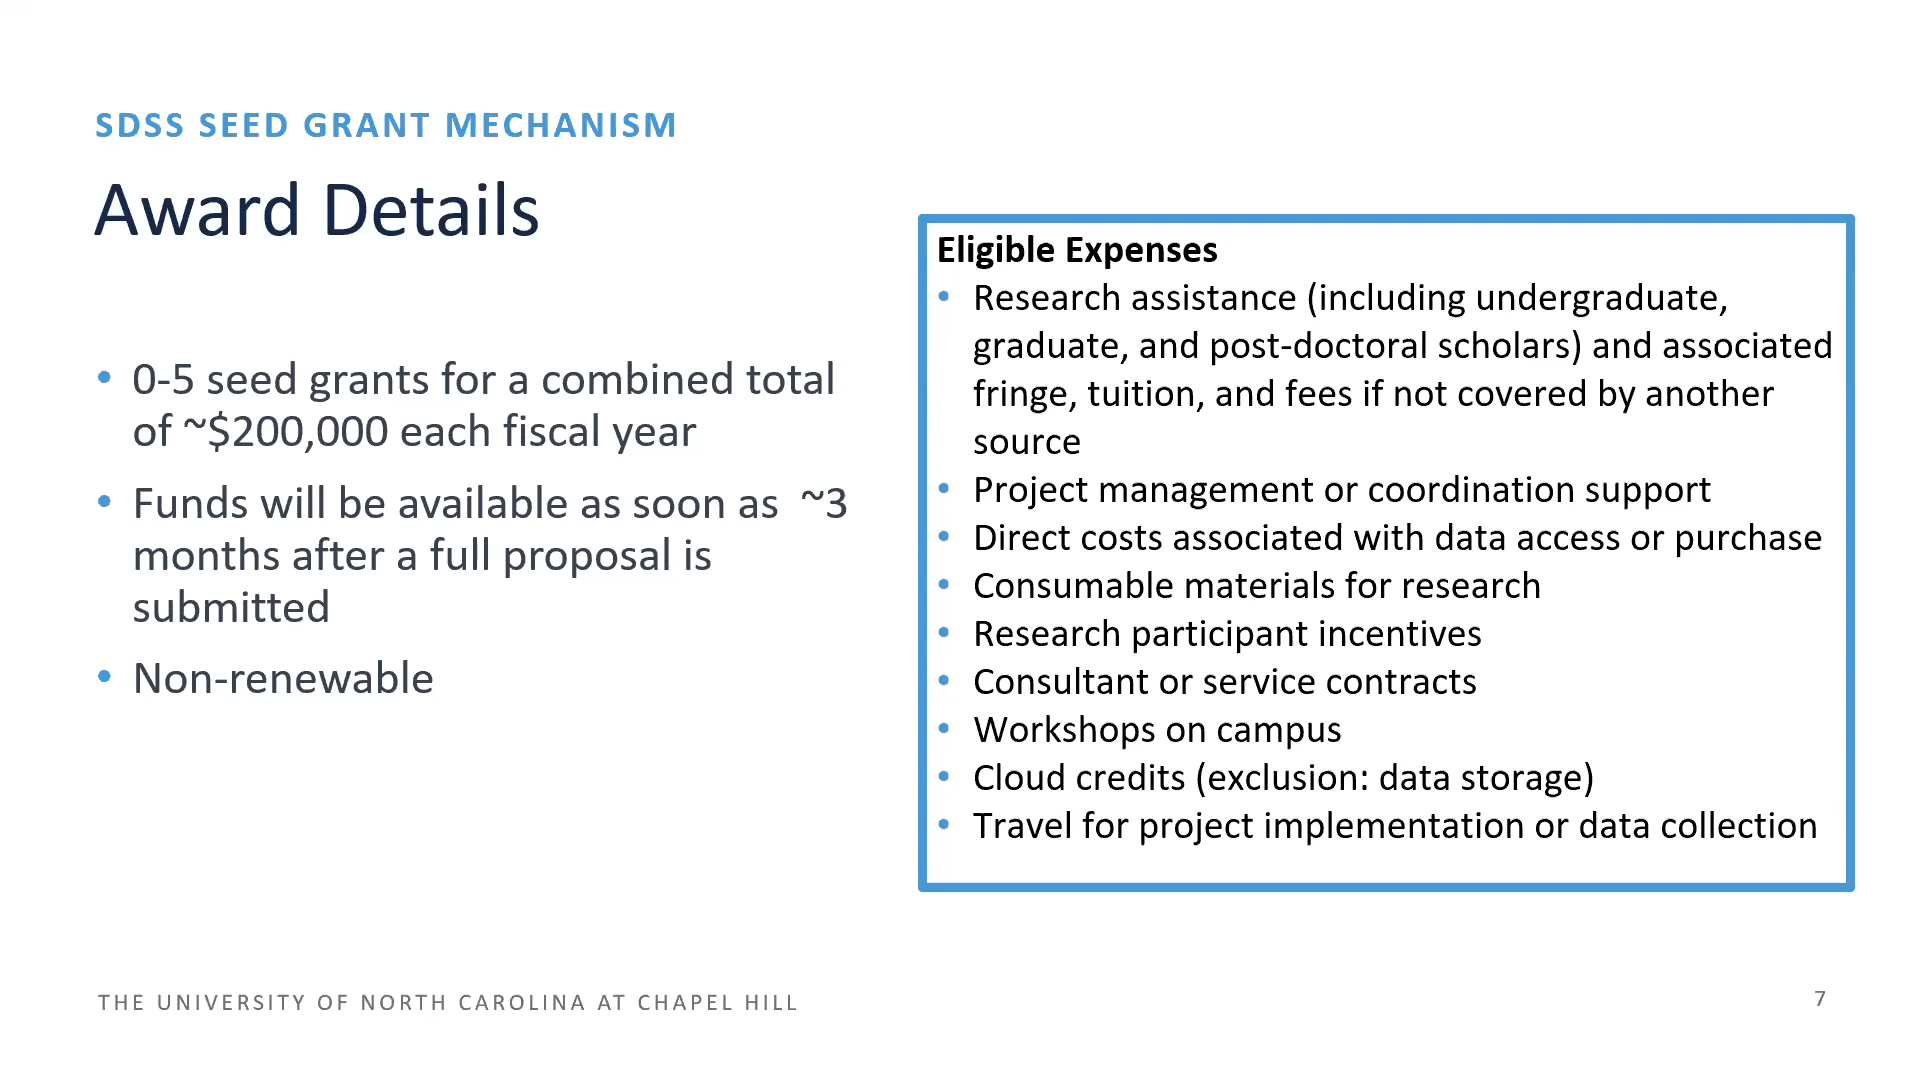 SDSS SEED GRANT MECHANISM
Award Details
• 0-5 seed grants for a combined total
of ~$200,000 each fiscal year
• Funds will be available as soon as  ~3
months after a full proposal is
submitted
• Non-renewable
Eligible Expenses
• Research assistance (including undergraduate,
graduate, and post-doctoral scholars) and associated
fringe, tuition, and fees if not covered by another
source
• Project management or coordination support
• Direct costs associated with data access or purchase
• Consumable materials for research
• Research participant incentives
• Consultant or service contracts
• Workshops on campus
• Cloud credits (exclusion: data storage)
• Travel for project implementation or data collection
THE UNIVERSITY OF NORTH CAROLINA AT CHAPEL HILL
7